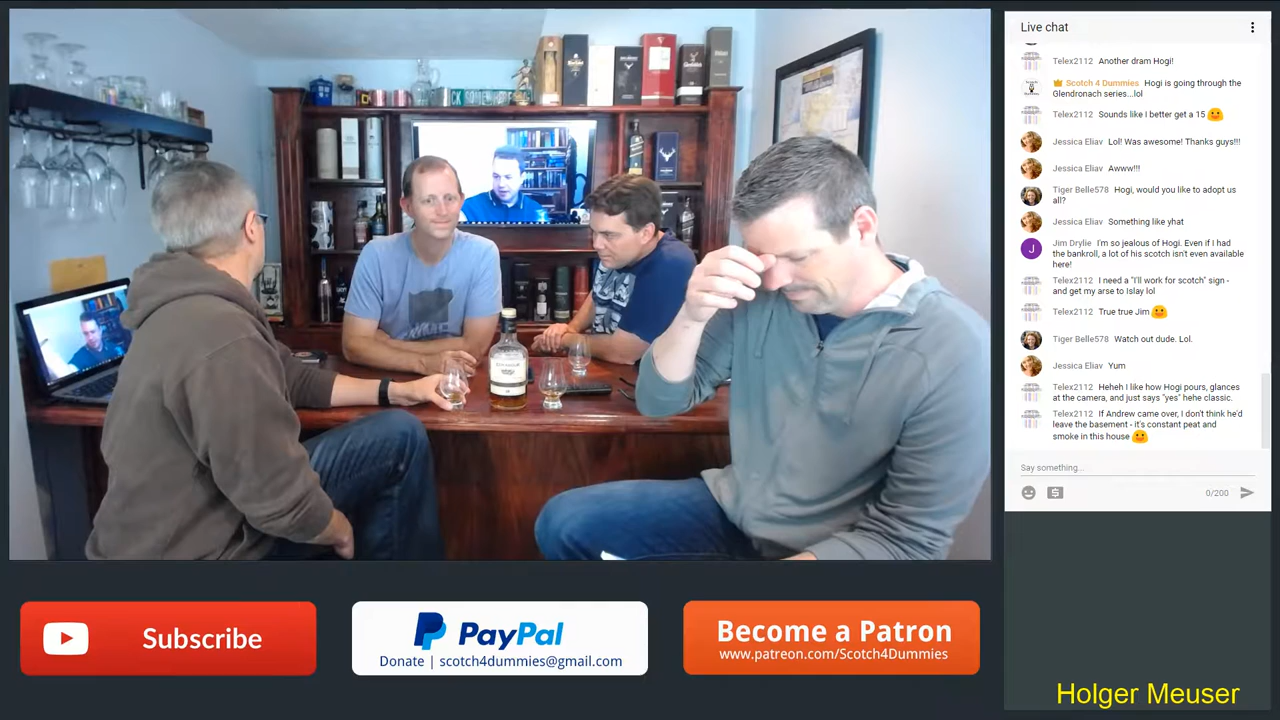 Live chat
Telex2112 Another dram Hogi!
Scotch 4 Dummies Hogi is going through the
Glendronach series...lol
Telex2112 Sounds like I better get a 15
Jessica Eliav Lol! Was awesome! Thanks guys!!!
Jessica Eliav Awww!!!
Tiger Belle578 Hogi, would you like to adopt us
all?
Jessica Eliav Something like yhat
J
Jim Drylie I'm so jealous of Hogi. Even if I had
the bankroll, a lot of his scotch isn't even available
here!
Telex2112 I need a "I'll work for scotch" sign -
and get my arse to Islay lol
Telex2112 True true Jim
Tiger Belle578 Watch out dude. Lol.
Jessica Eliav Yum
Telex2112 Heheh I like how Hogi pours, glances
at the camera, and just says "yes" hehe classic.
Telex2112 If Andrew came over, I don't think he'd
leave the basement - it's constant peat and
smoke in this house
Say something...
0/200
Subscribe
PayPal
Donate | scotch4dummies@gmail.com
Become a Patron
www.patreon.com/Scotch4Dummies
Holger Meuser